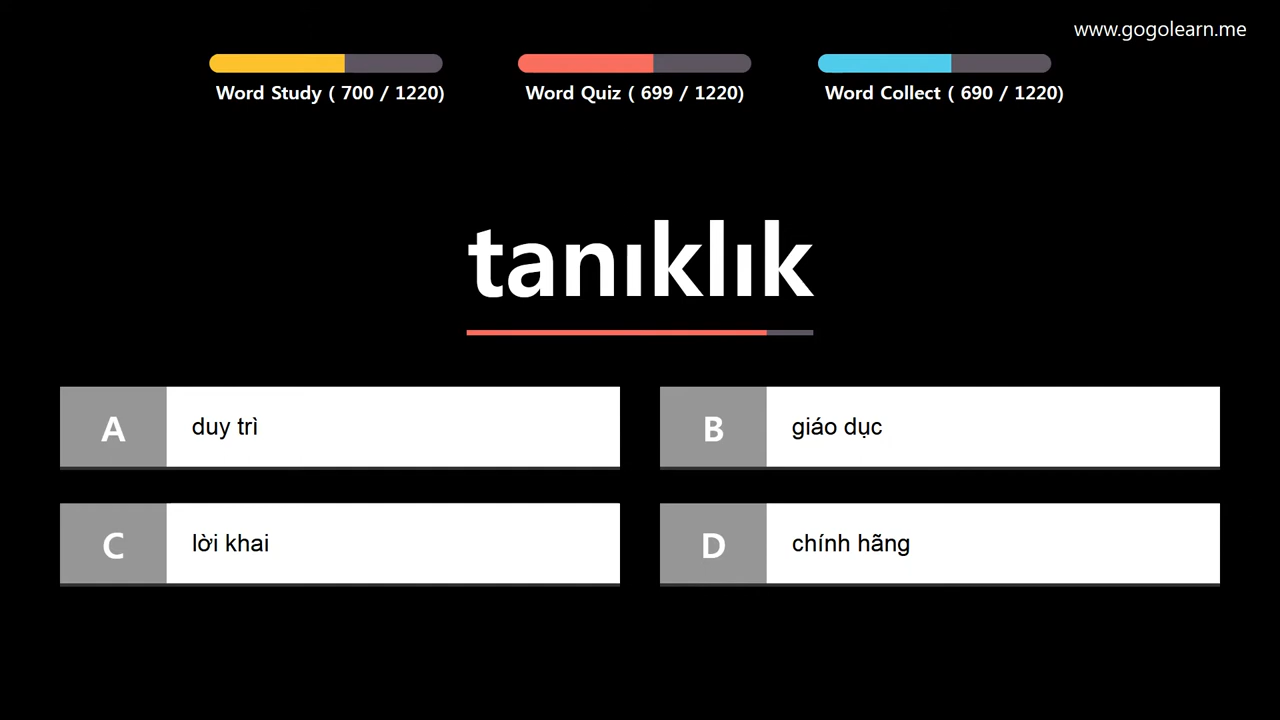 www.gogolearn.me
Word Study ( 700 / 1220)
Word Quiz ( 699 / 1220)
Word Collect ( 690 / 1220)
tanıklık
A
duy trì
B
giáo dục
C
lời khai
D
chính hãng